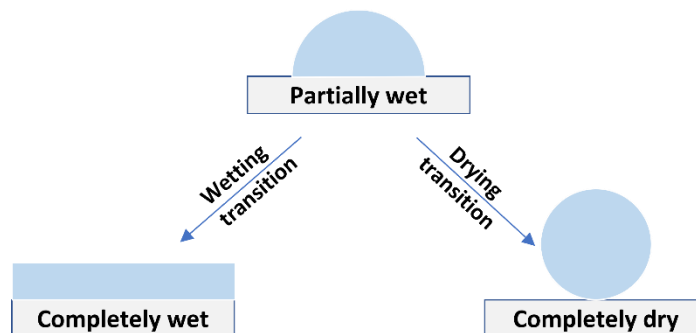 Partially wet
Wetting
transition
Drying
transition
Completely wet
Completely dry